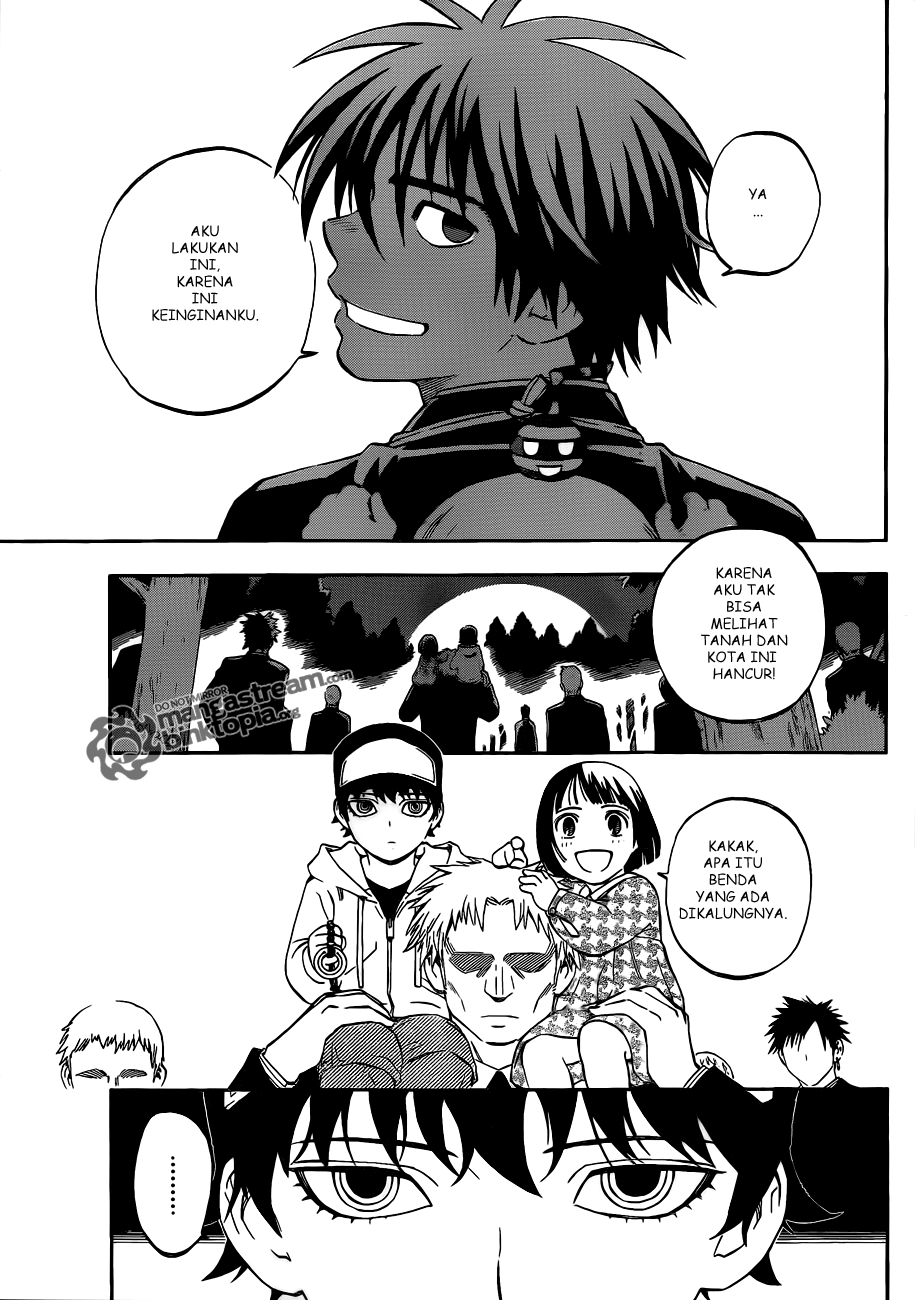 YA
...
AKU
LAKUKAN
INI,
KARENA
INI
KEINGINANKU.
KARENA
AKU TAK
BISA
MELIHAT
TANAH DAN
KOTA INI
HANCUR!
DO NOT MIRROR
mangastream.com
binktopia.org
KAKAK,
APA ITU
BENDA
YANG ADA
DIKALUNGNYA.
........